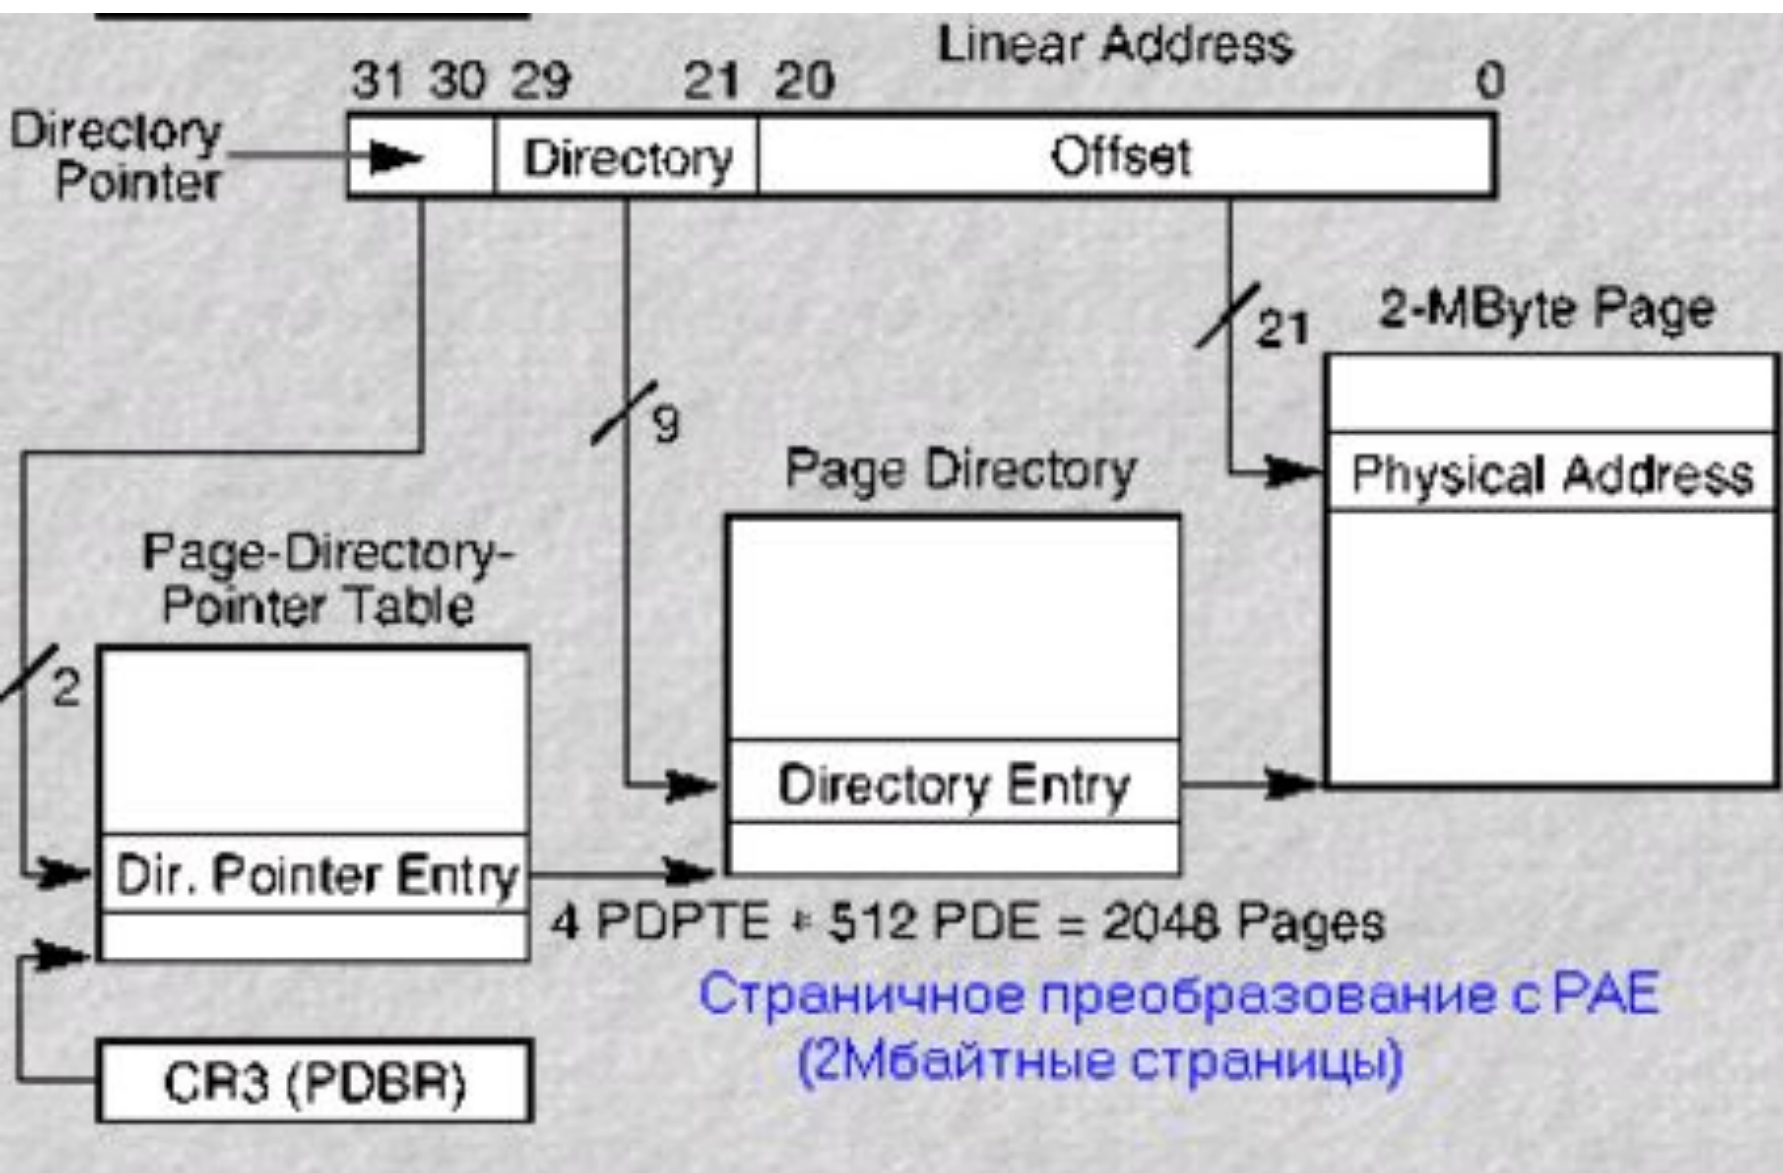 Linear Address
31 30 29 21 20 0
Directory
Pointer
Directory
Offset
21
2-MByte Page
9
Physical Address
Page Directory
Page-Directory-
Pointer Table
2
Directory Entry
Dir. Pointer Entry
4 PDPTE * 512 PDE = 2048 Pages
Страничное преобразование с PAE
(2Мбайтные страницы)
CR3 (PDBR)